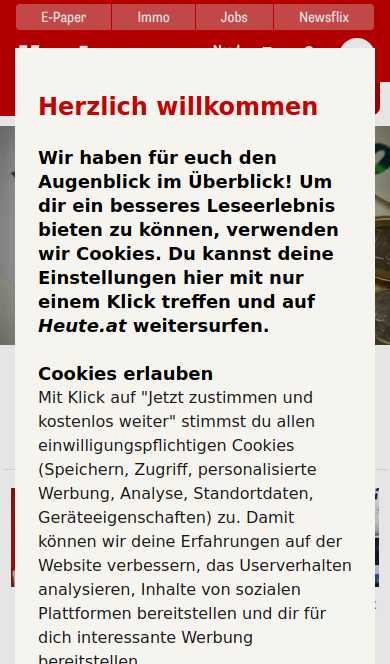 E-Paper
Immo
Jobs
Newsflix
Herzlich willkommen
Wir haben für euch den
Augenblick im Überblick! Um
dir ein besseres Leseerlebnis
bieten zu können, verwenden
wir Cookies. Du kannst deine
Einstellungen hier mit nur
einem Klick treffen und auf
Heute.at weitersurfen.
Cookies erlauben
Mit Klick auf "Jetzt zustimmen und
kostenlos weiter" stimmst du allen
einwilligungspflichtigen Cookies
(Speichern, Zugriff, personalisierte
Werbung, Analyse, Standortdaten,
Geräteeigenschaften) zu. Damit
können wir deine Erfahrungen auf der
Website verbessern, das Userverhalten
analysieren, Inhalte von sozialen
Plattformen bereitstellen und dir für
dich interessante Werbung
bereitstellen